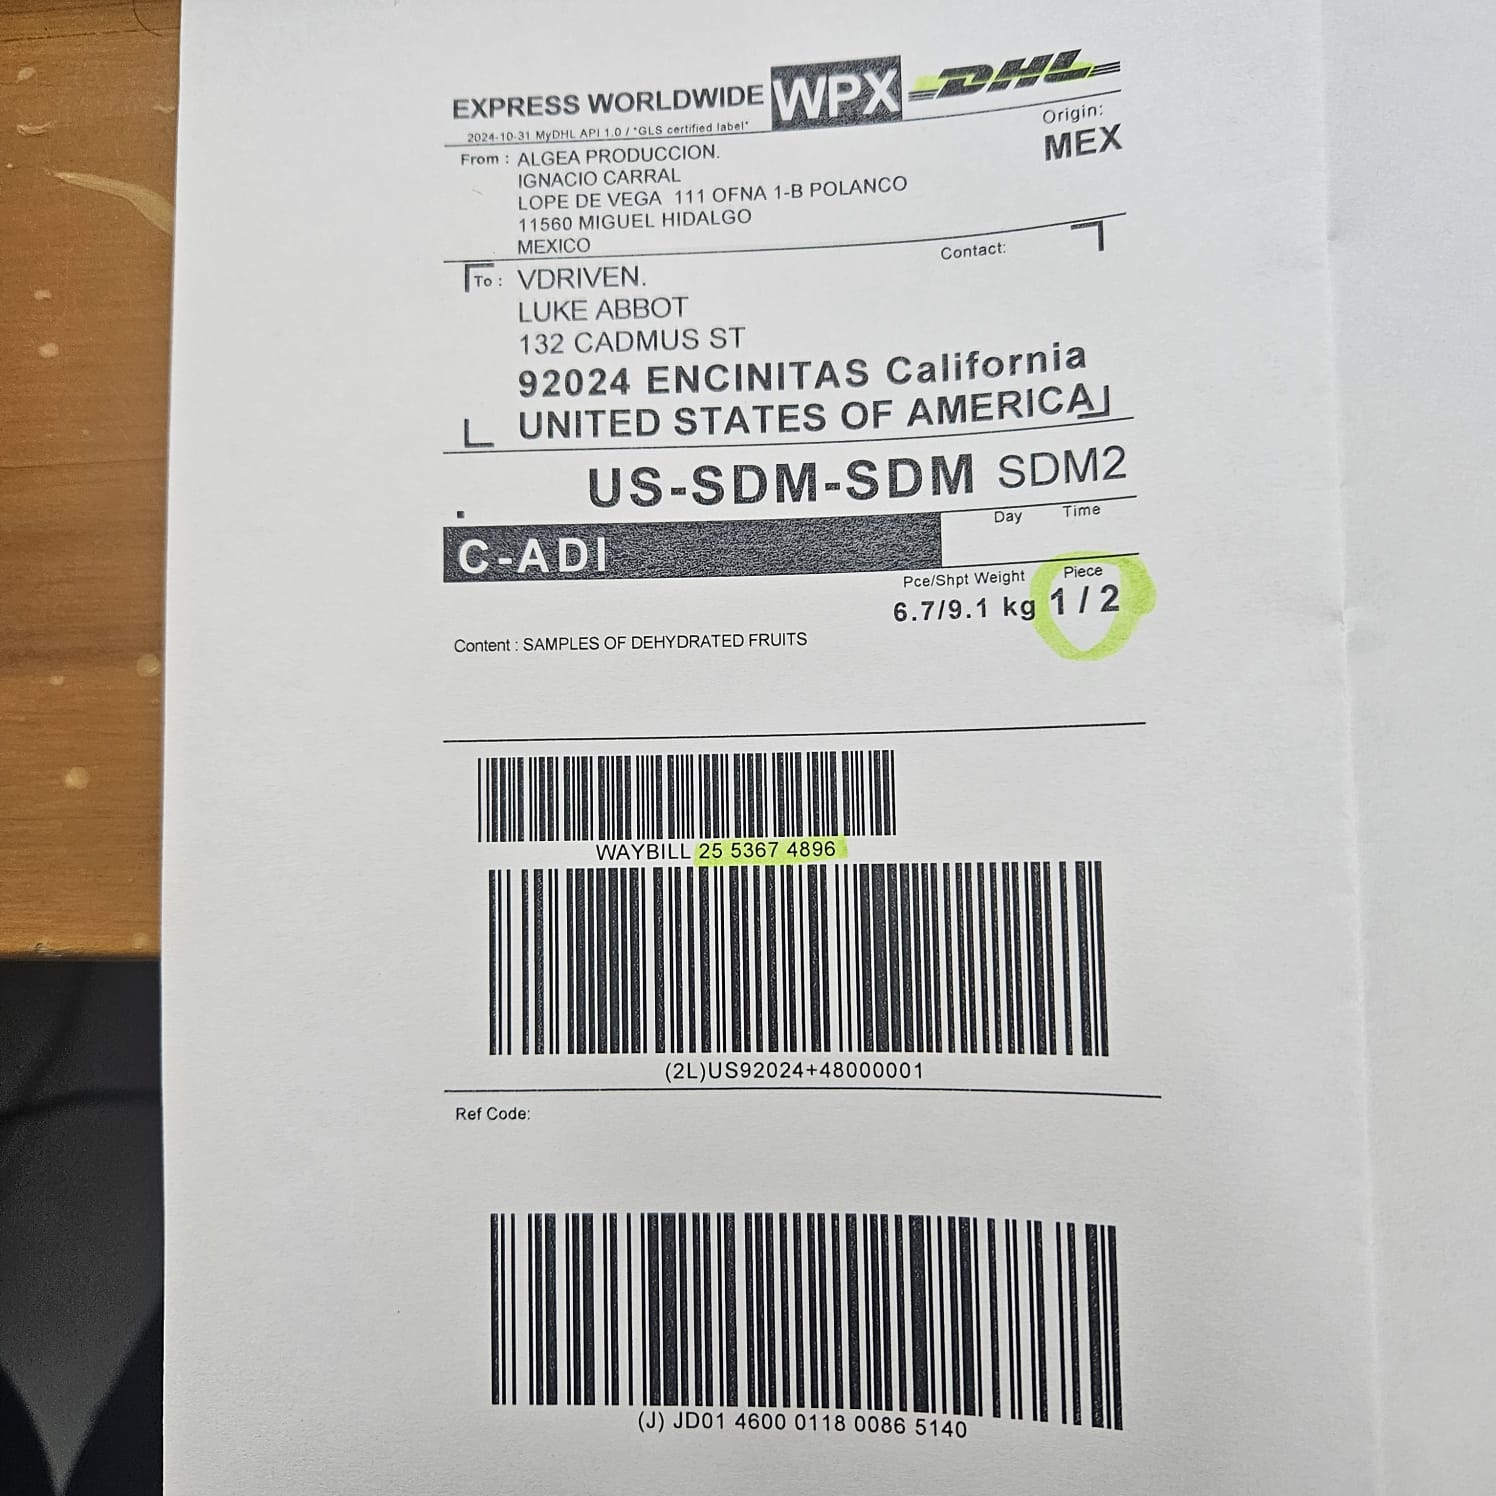 EXPRESS WORLDWIDE WPX DHL
2024-10-31 MyDHL API 1.0 / *GLS certified label*
Origin:
MEX
From : ALGEA PRODUCCION.
IGNACIO CARRAL
LOPE DE VEGA 111 OFNA 1-B POLANCO
11560 MIGUEL HIDALGO
MEXICO
Contact:
To : VDRIVEN.
LUKE ABBOT
132 CADMUS ST
92024 ENCINITAS California
UNITED STATES OF AMERICA
US-SDM-SDM SDM2
Day Time
C-ADI
Pce/Shpt Weight Piece
6.7/9.1 kg 1 / 2
Content : SAMPLES OF DEHYDRATED FRUITS
WAYBILL 25 5367 4896
(2L)US92024+48000001
Ref Code:
(J) JD01 4600 0118 0086 5140